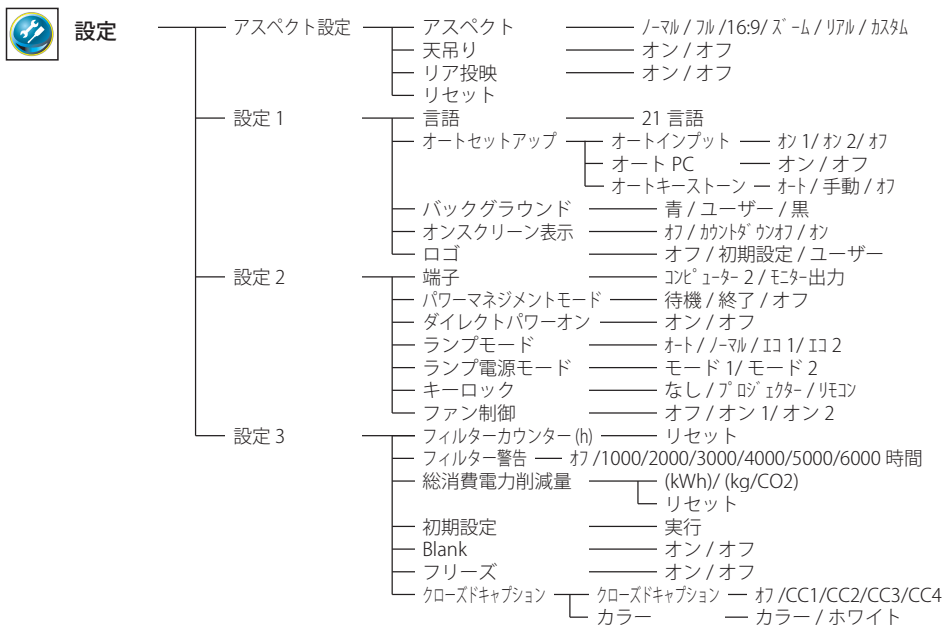 設定 アスペクト設定 アスペクト ノーマル / フル /16:9/ ズーム / リアル / カスタム
天吊り オン / オフ
リア投映 オン / オフ
リセット
設定 1 言語 21 言語
オートセットアップ オートインプット オン 1/ オン 2/ オフ
オート PC オン / オフ
オートキーストーン オート / 手動 / オフ
バックグラウンド 青 / ユーザー / 黒
オンスクリーン表示 オフ / カウントダウンオフ / オン
ロゴ オフ / 初期設定 / ユーザー
設定 2 端子 コンピューター 2 / モニター出力
パワーマネジメントモード 待機 / 終了 / オフ
ダイレクトパワーオン オン / オフ
ランプモード オート / ノーマル / エコ 1/ エコ 2
ランプ電源モード モード 1/ モード 2
キーロック なし / プロジェクター / リモコン
ファン制御 オフ / オン 1/ オン 2
設定 3 フィルターカウンター (h) リセット
フィルター警告 オフ /1000/2000/3000/4000/5000/6000 時間
総消費電力削減量 (kWh)/ (kg/CO2)
リセット
初期設定 実行
Blank オン / オフ
フリーズ オン / オフ
クローズドキャプション クローズドキャプション オフ /CC1/CC2/CC3/CC4
カラー カラー / ホワイト